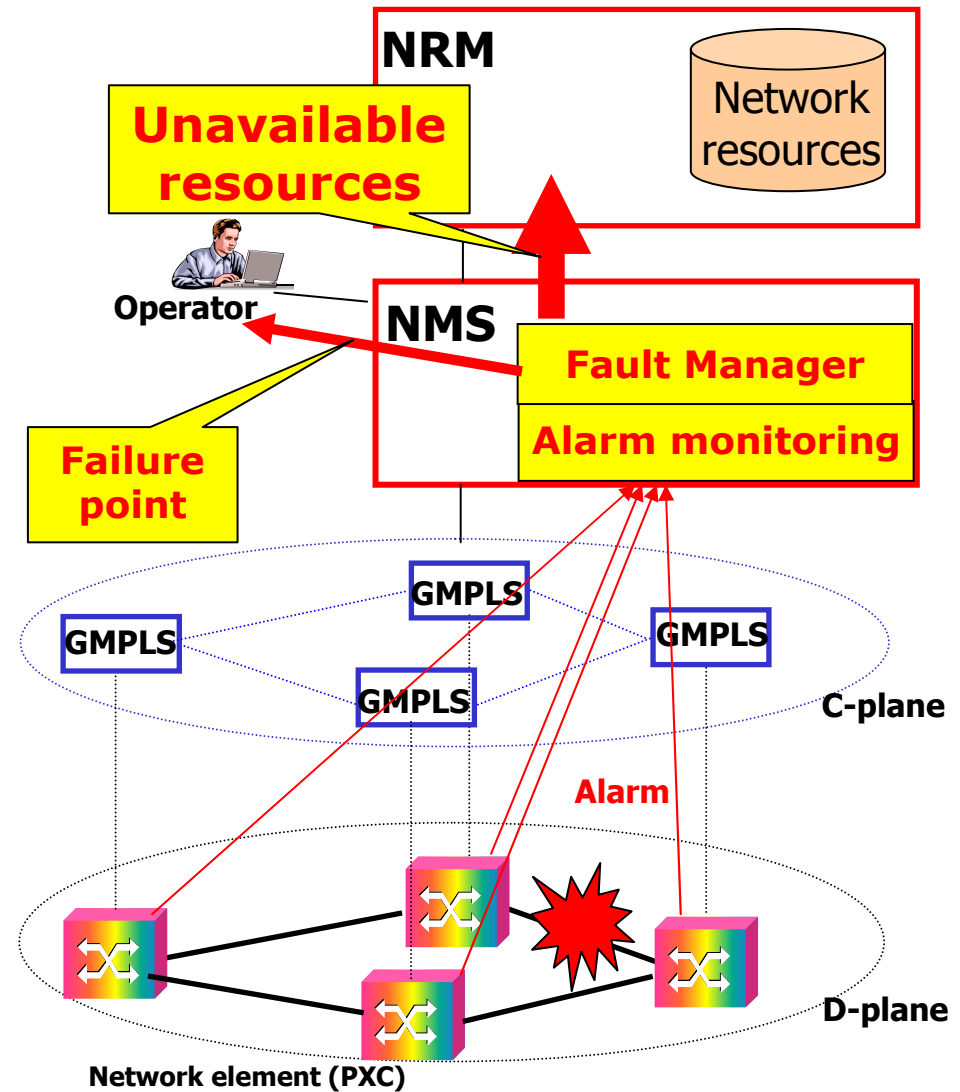 NRM
Network
resources
Unavailable
resources
Operator
NMS
Fault Manager
Alarm monitoring
Failure
point
GMPLS
GMPLS
GMPLS
GMPLS
C-plane
Alarm
D-plane
Network element (PXC)